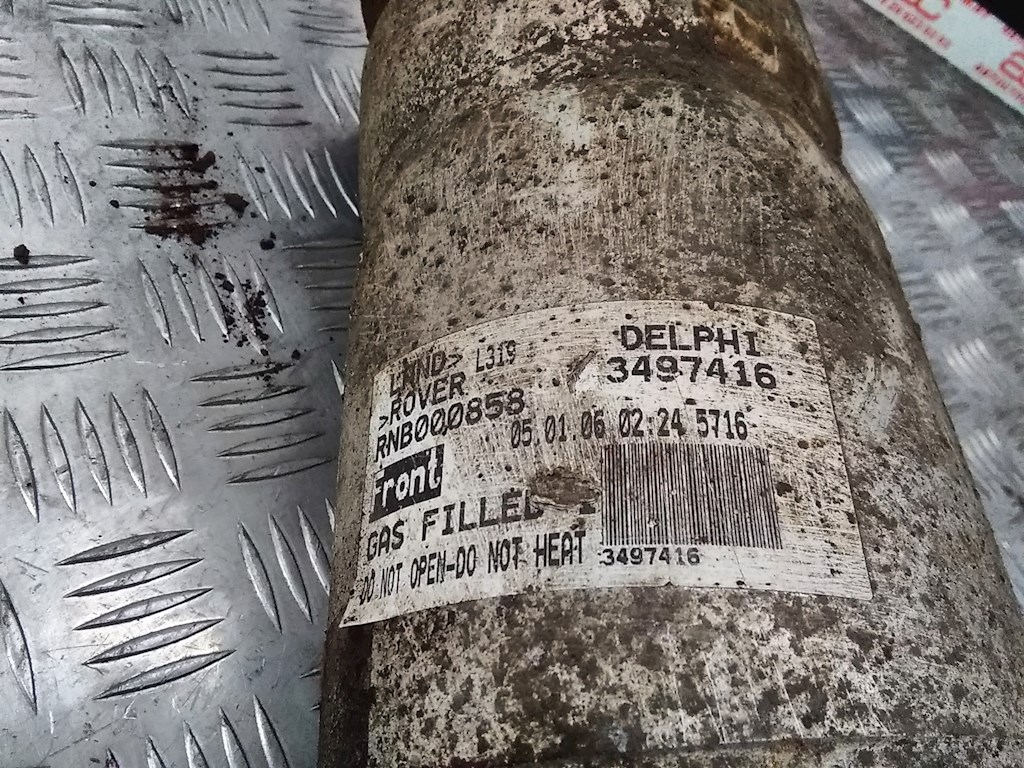 LAND> L319
>ROVER
RNB000858
DELPHI
3497416
05.01.06 02:24 5716
Front
GAS FILLED
DO NOT OPEN-DO NOT HEAT
3497416